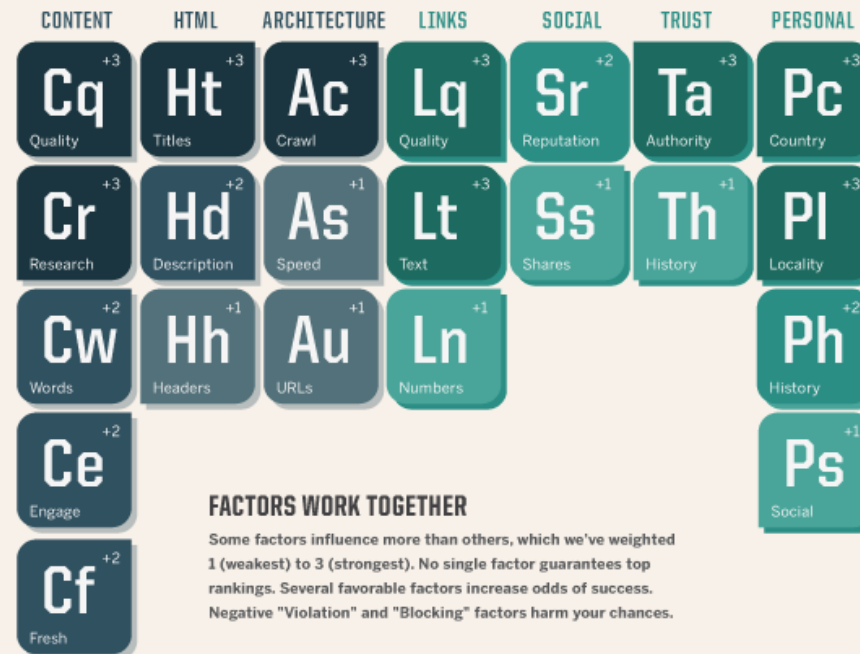 CONTENT HTML ARCHITECTURE LINKS SOCIAL TRUST PERSONAL
+3 +3 +3 +3 +2 +3 +3
Cq Ht Ac Lq Sr Ta Pc
Quality Titles Crawl Quality Reputation Authority Country
+3 +2 +1 +3 +1 +1 +3
Cr Hd As Lt Ss Th Pl
Research Description Speed Text Shares History Locality
+2 +1 +1 +1 +2
Cw Hh Au Ln Ph
Words Headers URLs Numbers History
+2 +1
Ce Ps
Engage Social
+2
Cf
Fresh
FACTORS WORK TOGETHER
Some factors influence more than others, which we've weighted
1 (weakest) to 3 (strongest). No single factor guarantees top
rankings. Several favorable factors increase odds of success.
Negative "Violation" and "Blocking" factors harm your chances.